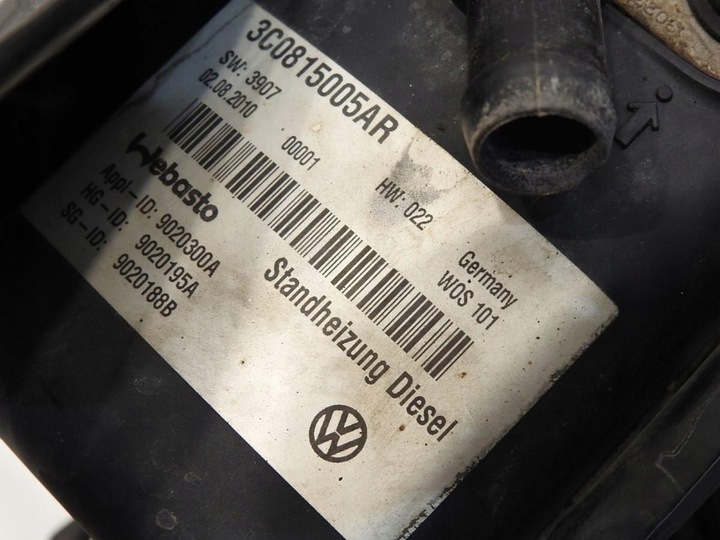 3C0815005AR
SW: 3907
HW: 022
Germany
02.08.2010
00001
WOS 101
Webasto
Standheizung Diesel
Appl-ID: 9020300A
HG-ID: 9020195A
SG-ID: 9020188B
VW